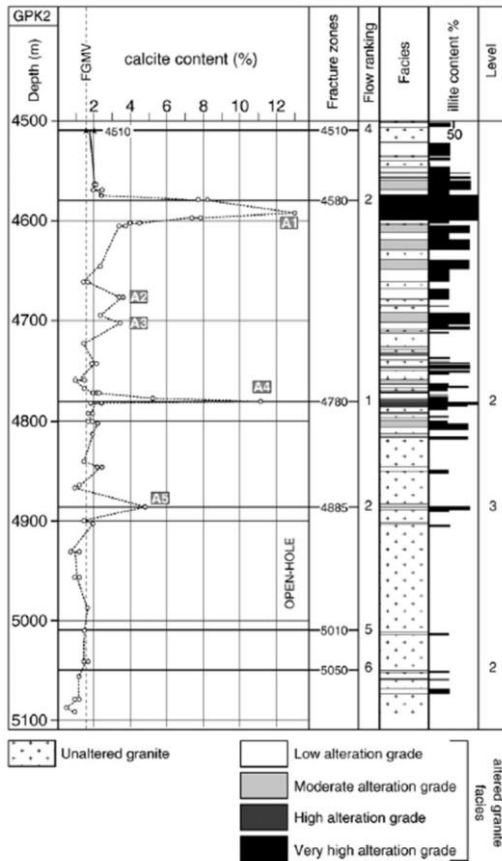 GPK2
Depth (m)
FGMV
calcite content (%)
Fracture zones
Flow ranking
Facies
illite content %
Level
2 4 6 8 10 12
50
4500
4510
4510
4
4580
2
4600
A1
A2
A3
4700
A4
4780
1
2
4800
A5
4885
2
3
4900
OPEN-HOLE
5000
5010
5
5050
6
2
5100
Unaltered granite
Low alteration grade
Moderate alteration grade
High alteration grade
Very high alteration grade
altered granite
facies